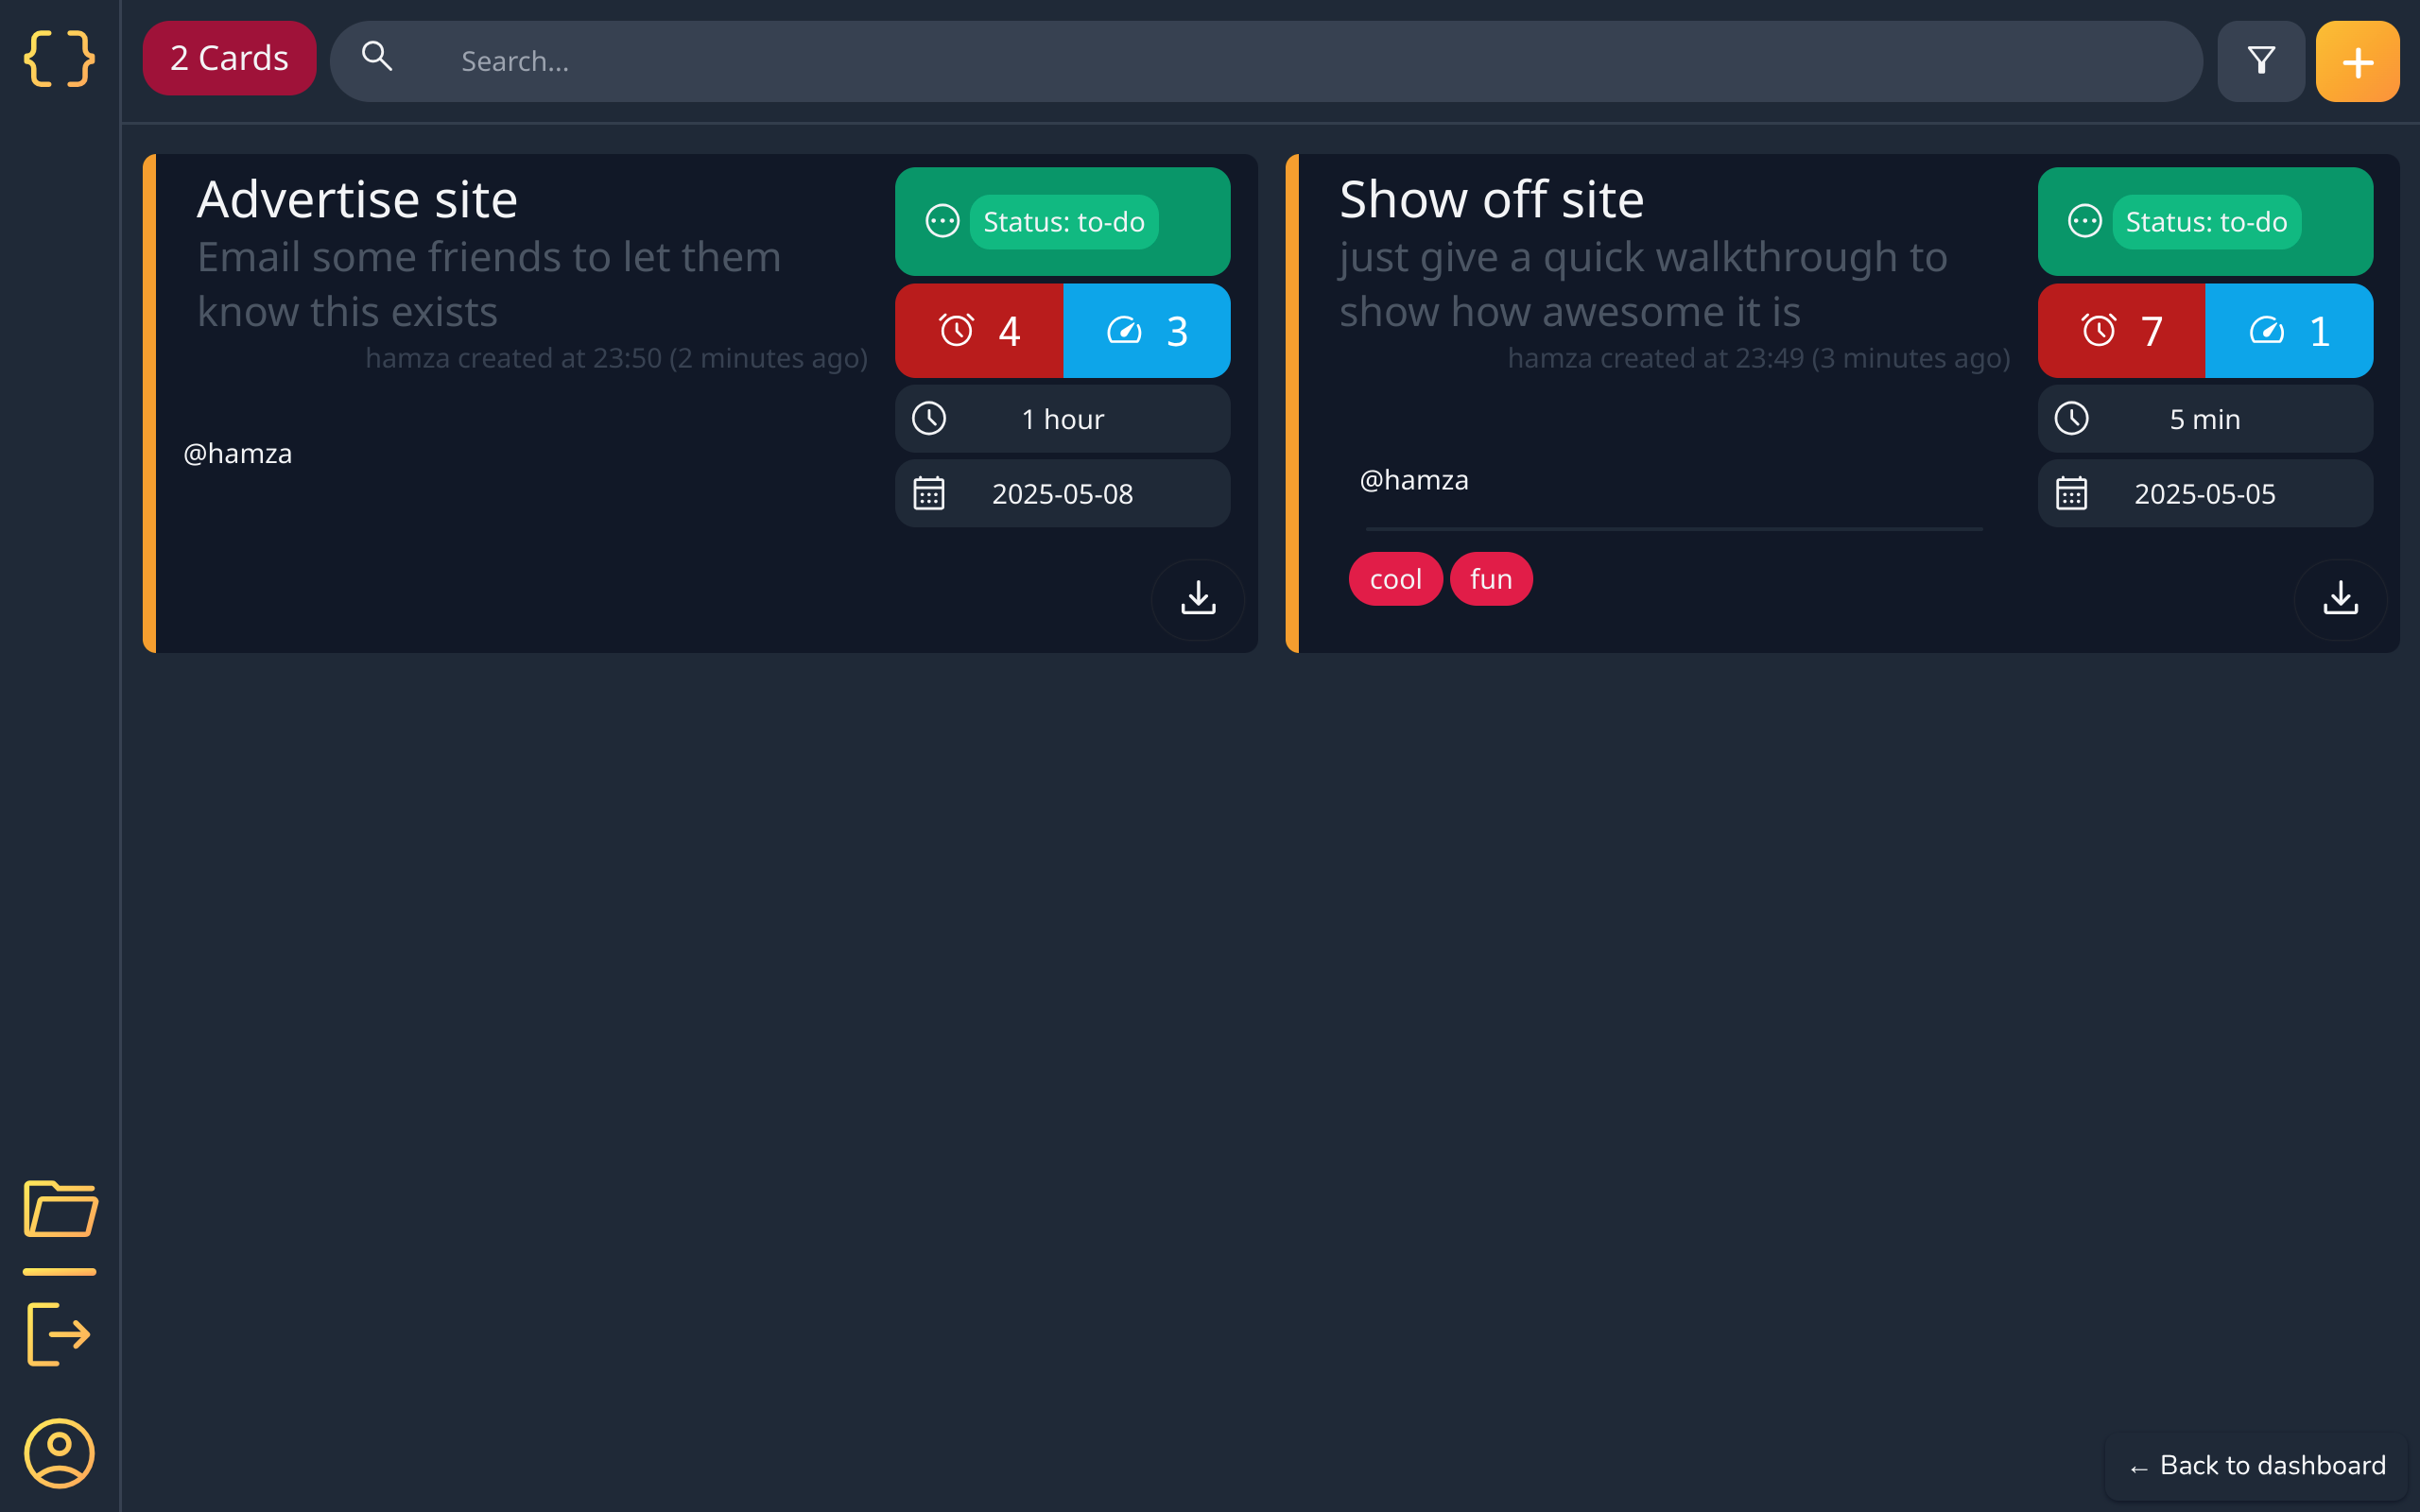 2 Cards
Search...
Advertise site
Email some friends to let them
know this exists
hamza created at 23:50 (2 minutes ago)
@hamza
Status: to-do
4 3
1 hour
2025-05-08
Show off site
just give a quick walkthrough to
show how awesome it is
hamza created at 23:49 (3 minutes ago)
@hamza
cool fun
Status: to-do
7 1
5 min
2025-05-05
← Back to dashboard